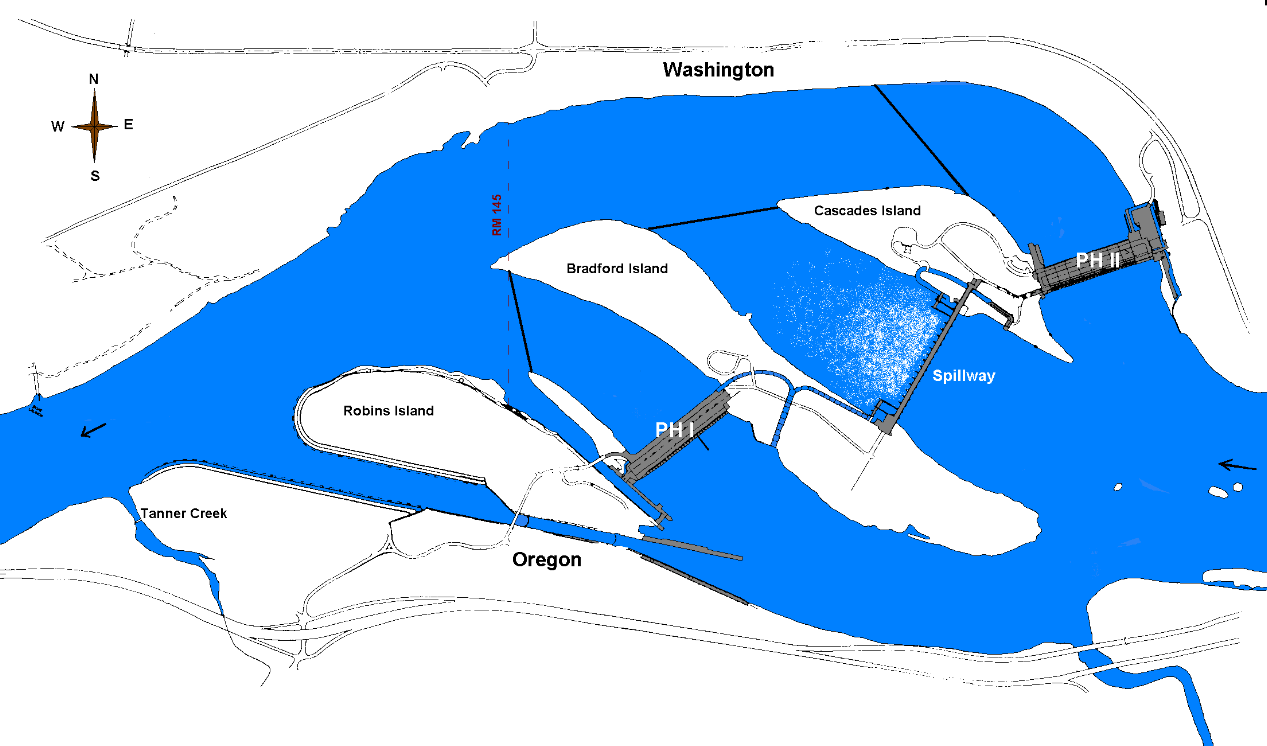 Washington
N
W
E
S
RM 145
Cascades Island
Bradford Island
PH II
Spillway
Robins Island
PH I
Tanner Creek
Oregon